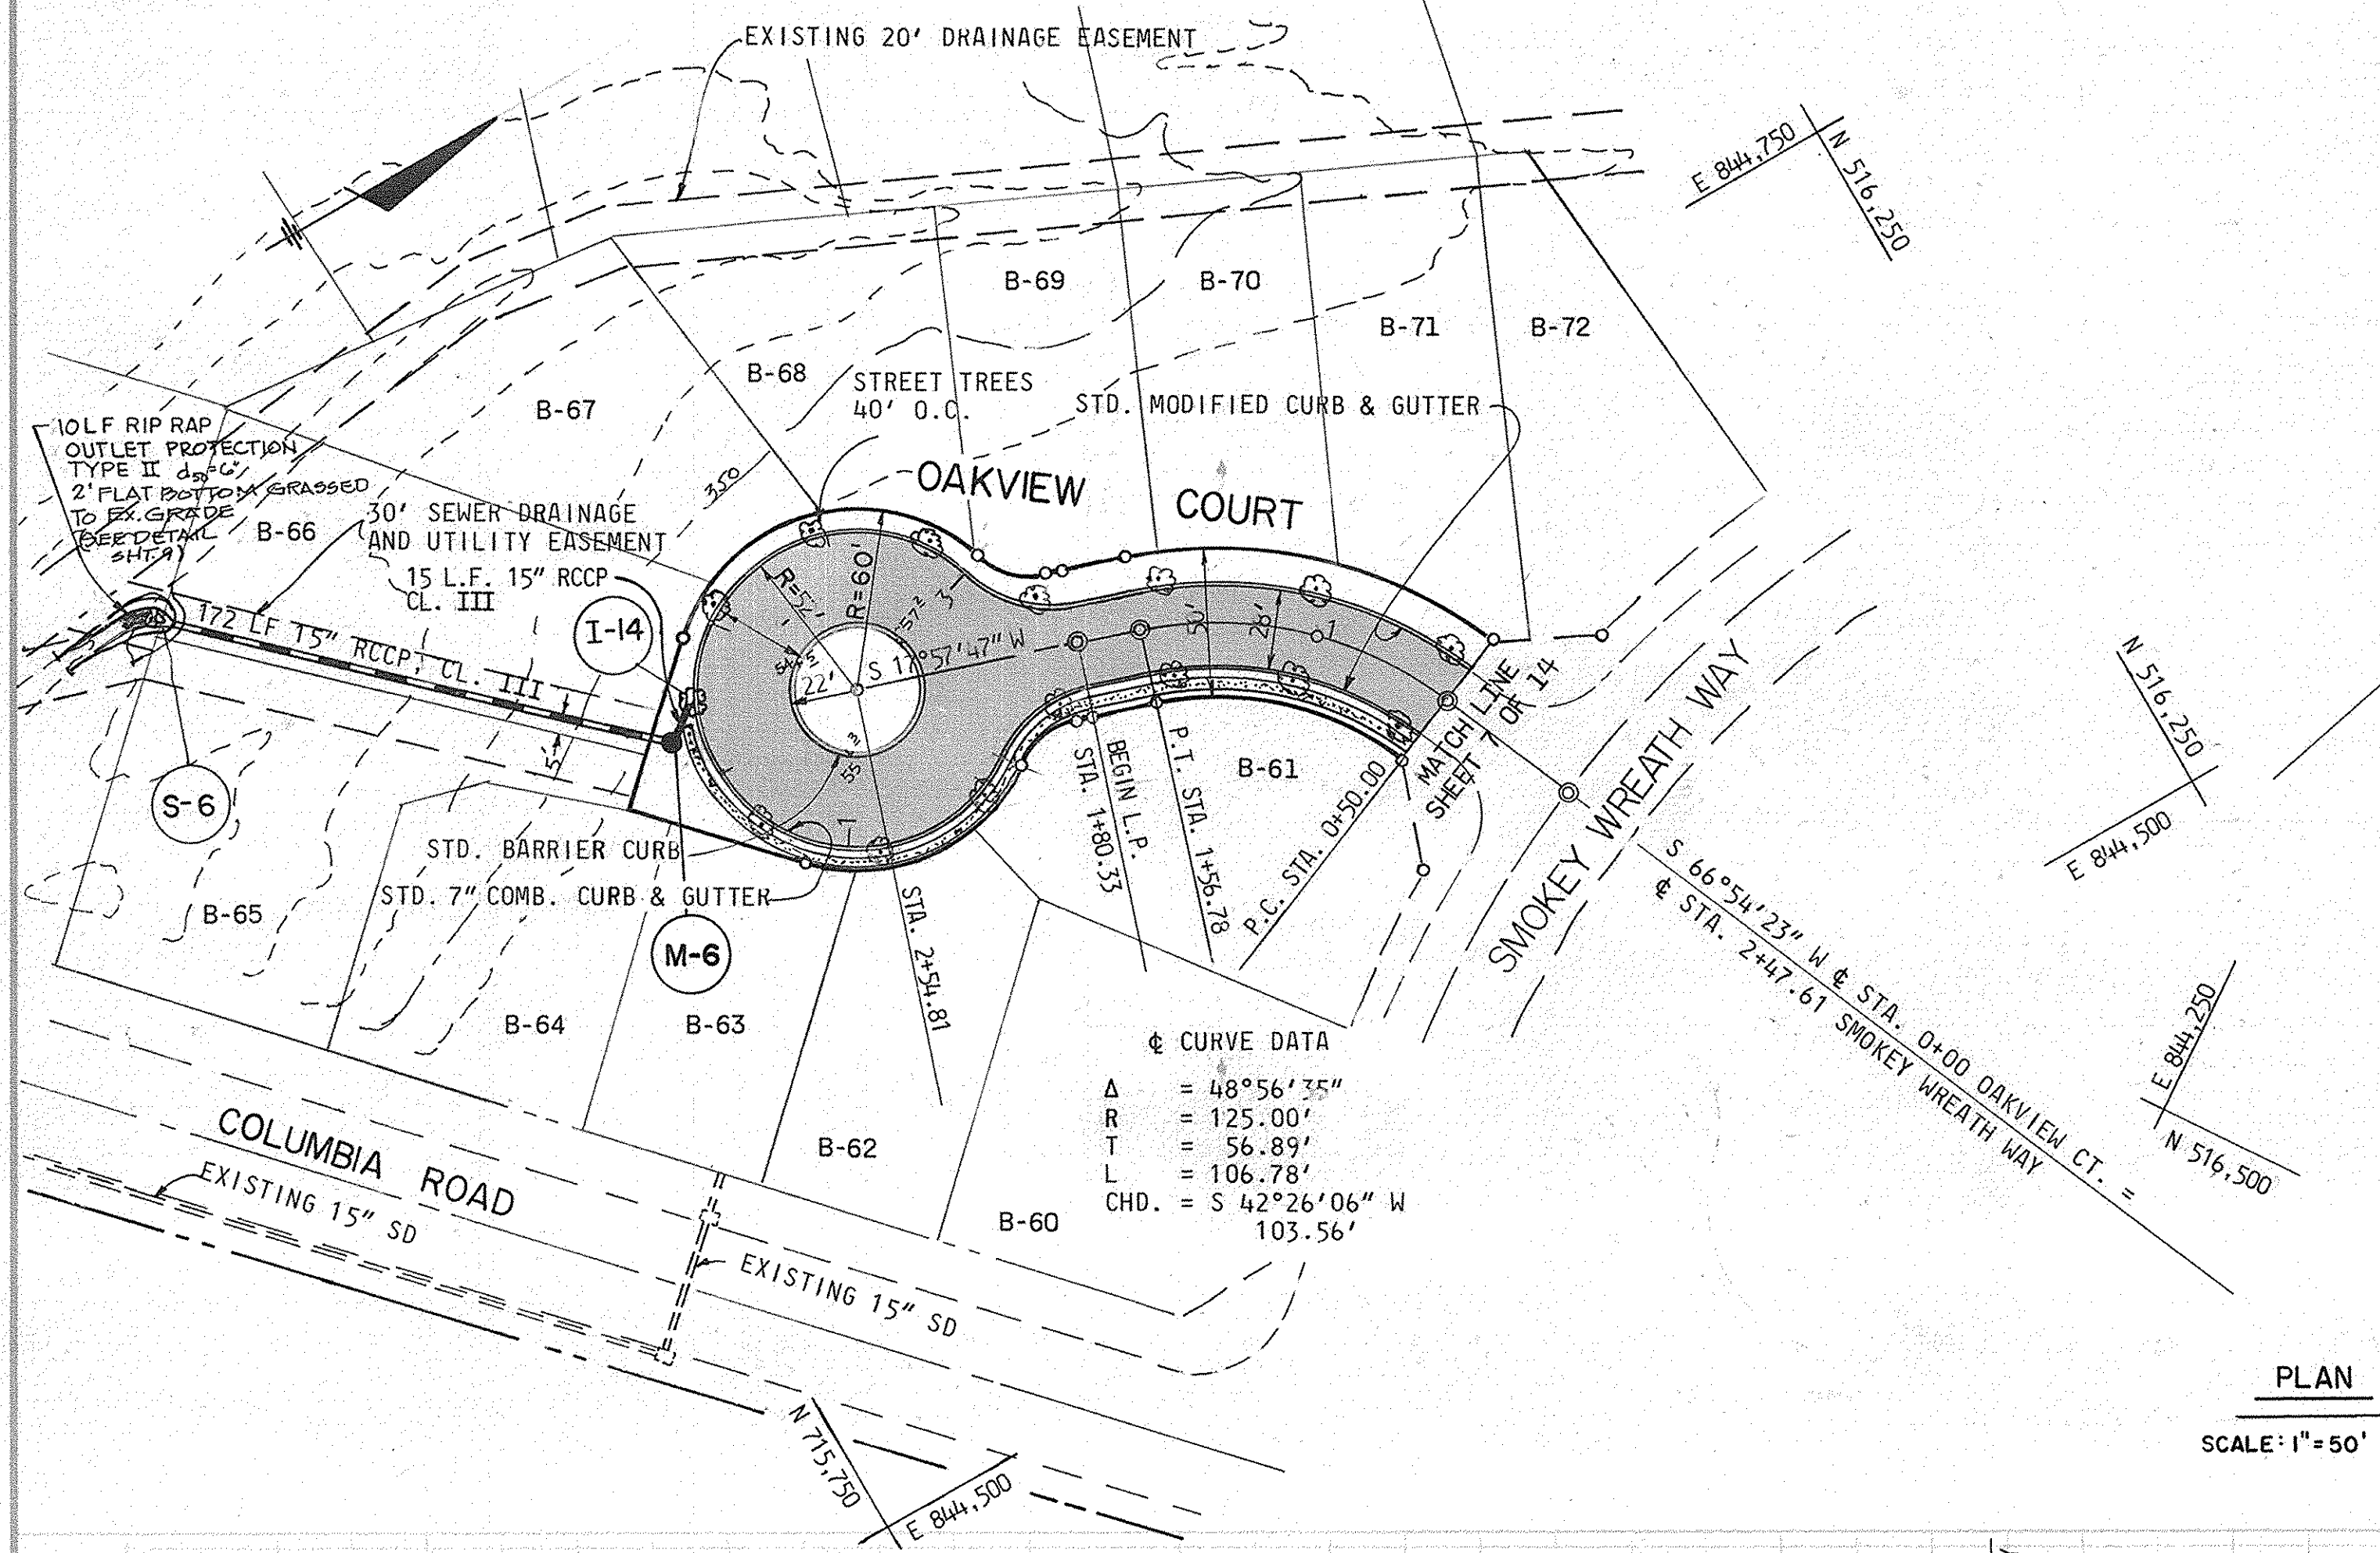 EXISTING 20' DRAINAGE EASEMENT
E 844,750
N 516,250
B-69
B-70
B-71
B-72
B-68
B-67
STREET TREES
40' O.C.
STD. MODIFIED CURB & GUTTER
10 LF RIP RAP
OUTLET PROTECTION
TYPE II d50=6"
2' FLAT BOTTOM GRASSED
TO EX. GRADE
(SEE DETAIL
SHT. 9)
B-66
30' SEWER DRAINAGE
AND UTILITY EASEMENT
15 L.F. 15" RCCP
CL. III
350
OAKVIEW COURT
I-14
172 LF 15" RCCP, CL. III
R=52'
R=60'
22'
S 17°57'47" W
50'
5'
S-6
MATCH LINE
SHEET 7 OF 14
SMOKEY WREATH WAY
N 516,250
E 844,500
B-61
BEGIN L.P.
STA. 1+80.33
P.T. STA. 1+56.78
P.C. STA. 0+50.00
STD. BARRIER CURB
STD. 7" COMB. CURB & GUTTER
STA. 2+54.81
B-65
M-6
B-64
B-63
B-62
B-60
S 66°54'23" W ℄ STA. 0+00 OAKVIEW CT. =
℄ STA. 2+47.61 SMOKEY WREATH WAY
E 844,250
N 516,500
℄ CURVE DATA
Δ = 48°56'35"
R = 125.00'
T = 56.89'
L = 106.78'
CHD. = S 42°26'06" W
103.56'
COLUMBIA ROAD
EXISTING 15" SD
EXISTING 15" SD
N 715,750
E 844,500
PLAN
SCALE: 1"=50'